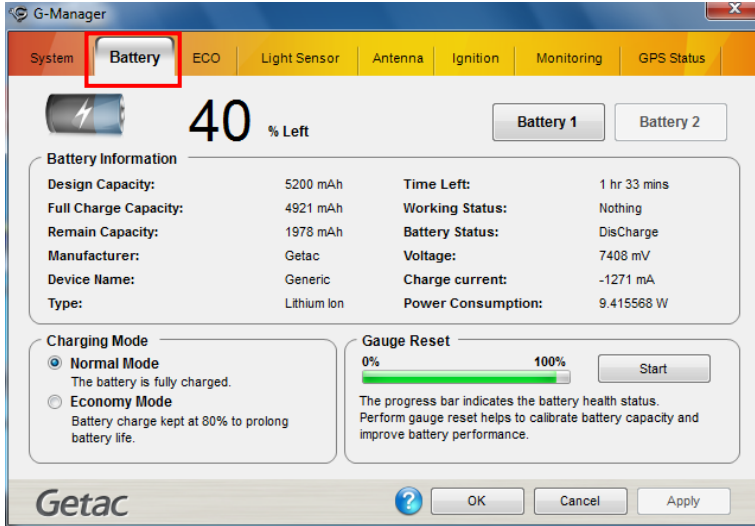 G-Manager
System Battery ECO Light Sensor Antenna Ignition Monitoring GPS Status
40 % Left Battery 1 Battery 2
Battery Information
Design Capacity: 5200 mAh Time Left: 1 hr 33 mins
Full Charge Capacity: 4921 mAh Working Status: Nothing
Remain Capacity: 1978 mAh Battery Status: DisCharge
Manufacturer: Getac Voltage: 7408 mV
Device Name: Generic Charge current: -1271 mA
Type: Lithium Ion Power Consumption: 9.415568 W
Charging Mode
Normal Mode
The battery is fully charged.
Economy Mode
Battery charge kept at 80% to prolong
battery life.
Gauge Reset
0% 100% Start
The progress bar indicates the battery health status.
Perform gauge reset helps to calibrate battery capacity and
improve battery performance.
Getac ? OK Cancel Apply